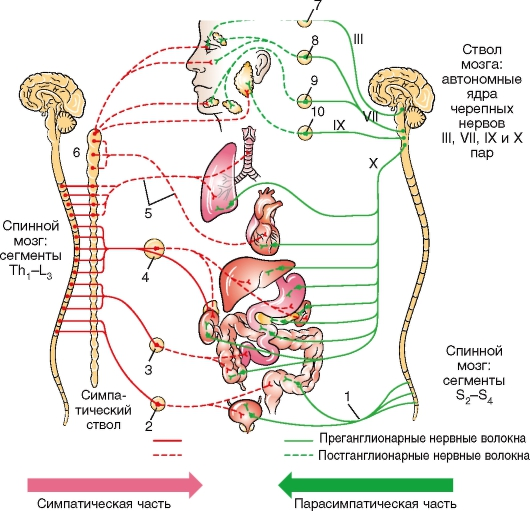 7
III
8
9
VII
10
IX
X
Ствол
мозга:
автономные
ядра
черепных
нервов
III, VII, IX и X
пар
6
5
Спинной
мозг:
сегменты
Th₁–L₃
4
3
2
Симпа-
тический
ствол
1
Спинной
мозг:
сегменты
S₂–S₄
Преганглионарные нервные волокна
Постганглионарные нервные волокна
Симпатическая часть
Парасимпатическая часть